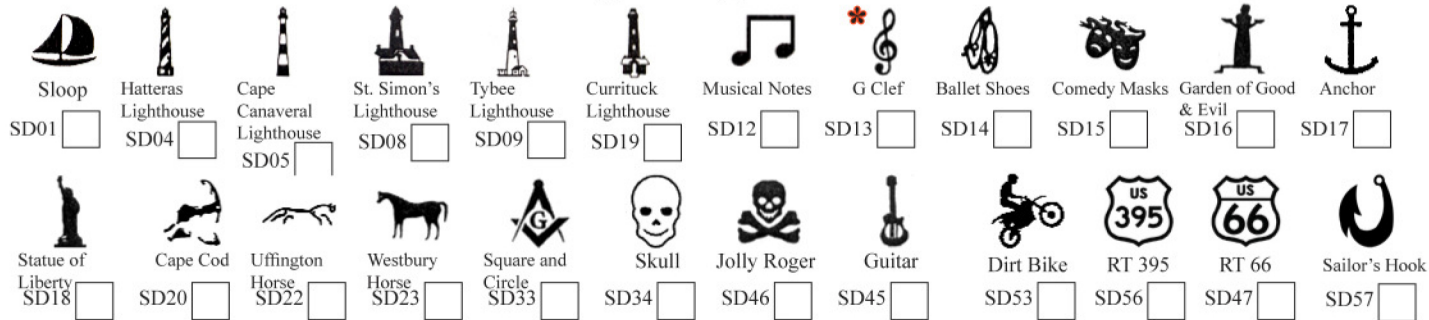 Sloop
SD01
Hatteras
Lighthouse
SD04
Cape
Canaveral
Lighthouse
SD05
St. Simon's
Lighthouse
SD08
Tybee
Lighthouse
SD09
Currituck
Lighthouse
SD19
Musical Notes
SD12
*
G Clef
SD13
Ballet Shoes
SD14
Comedy Masks
SD15
Garden of Good
& Evil
SD16
Anchor
SD17
Statue of
Liberty
SD18
Cape Cod
SD20
Uffington
Horse
SD22
Westbury
Horse
SD23
G
Square and
Circle
SD33
Skull
SD34
Jolly Roger
SD46
Guitar
SD45
Dirt Bike
SD53
US
395
RT 395
SD56
US
66
RT 66
SD47
Sailor's Hook
SD57